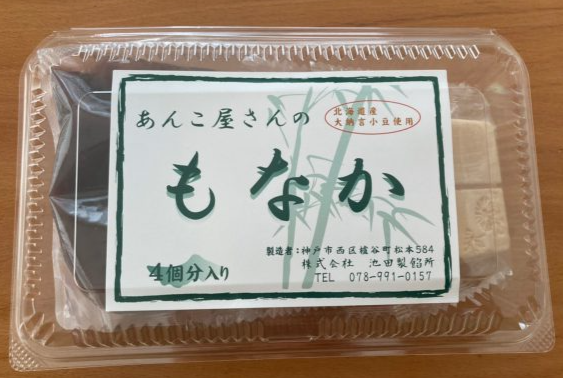 あんこ屋さんの
北海道産
大納言小豆使用
もなか
製造者:神戸市西区櫨谷町松本584
株式会社 池田製餡所
4個分入り
TEL 078-991-0157